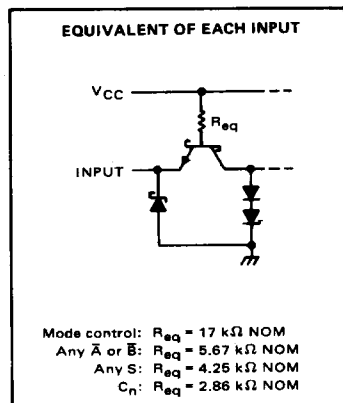 EQUIVALENT OF EACH INPUT
VCC
Req
INPUT
Mode control: Req = 17 kΩ NOM
Any A̅ or B̅: Req = 5.67 kΩ NOM
Any S: Req = 4.25 kΩ NOM
Cn: Req = 2.86 kΩ NOM